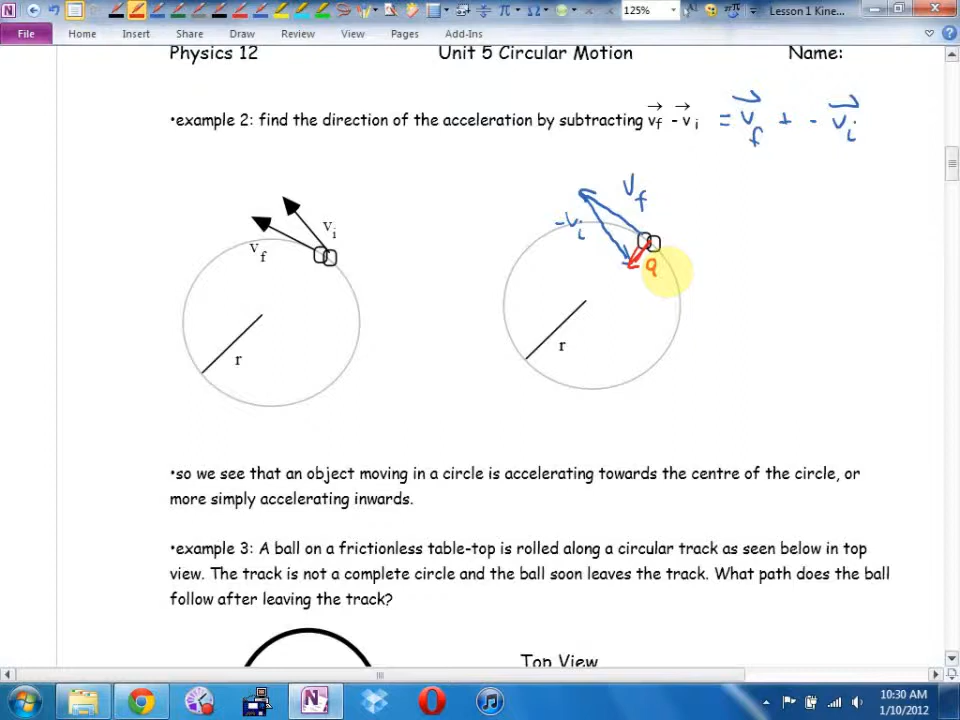 125% Lesson 1 Kine...
File Home Insert Share Draw Review View Pages Add-Ins
Physics 12 Unit 5 Circular Motion Name:
•example 2: find the direction of the acceleration by subtracting vf - vi = vf + - vi
vi
vf
r
vf
-vi
a
r
•so we see that an object moving in a circle is accelerating towards the centre of the circle, or
more simply accelerating inwards.
•example 3: A ball on a frictionless table-top is rolled along a circular track as seen below in top
view. The track is not a complete circle and the ball soon leaves the track. What path does the ball
follow after leaving the track?
Top View
10:30 AM
1/10/2012